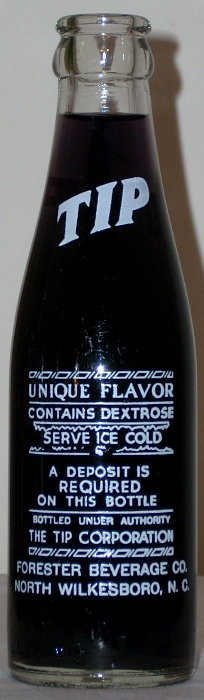 TIP
UNIQUE FLAVOR
CONTAINS DEXTROSE
SERVE ICE COLD
A DEPOSIT IS
REQUIRED
ON THIS BOTTLE
BOTTLED UNDER AUTHORITY
THE TIP CORPORATION
FORESTER BEVERAGE CO.
NORTH WILKESBORO, N. C.